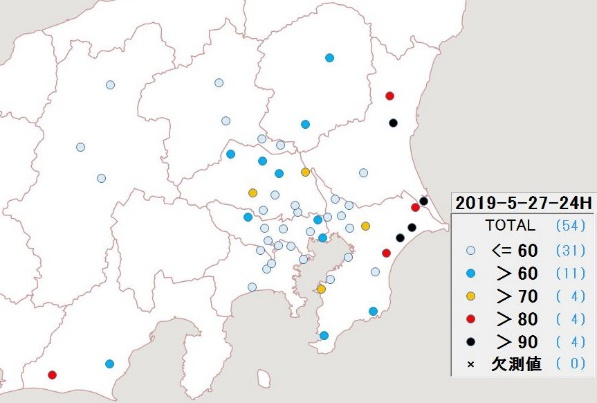 2019-5-27-24H
TOTAL (54)
<= 60 (31)
> 60 (11)
> 70 ( 4)
> 80 ( 4)
> 90 ( 4)
× 欠測値 ( 0)